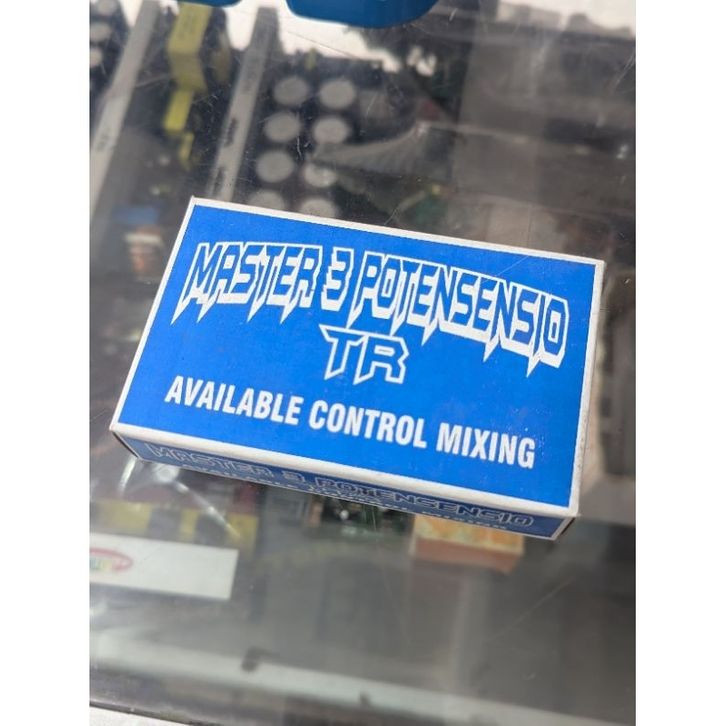 MASTER 3 POTENSENSIO
TR
AVAILABLE CONTROL MIXING
MASTER 3 POTENSENSIO